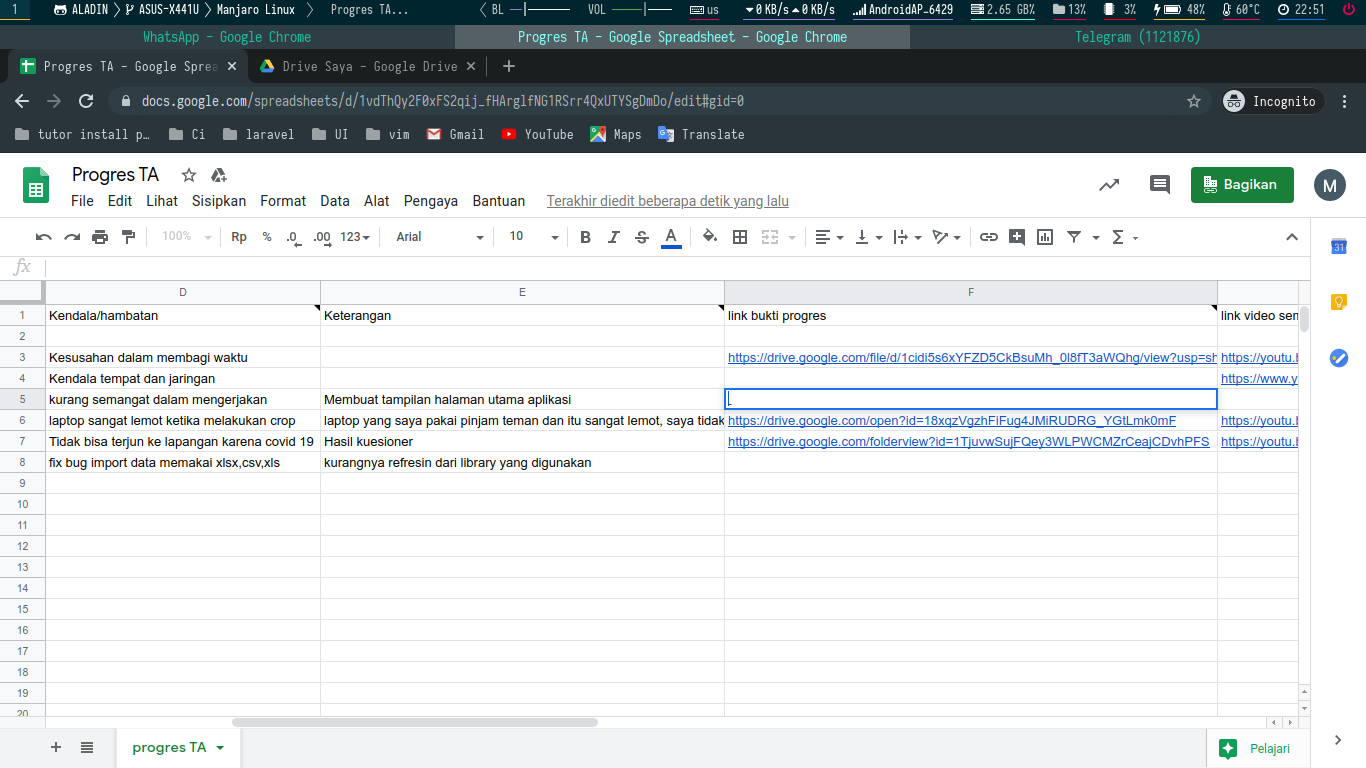 1 ALADIN ASUS-X441U Manjaro Linux Progres TA... BL VOL us 0 KB/s 0 KB/s AndroidAP_6429 2.65 GB% 13% 3% 48% 60°C 22:51
WhatsApp - Google Chrome Progres TA - Google Spreadsheet - Google Chrome Telegram (1121876)
Progres TA - Google Sprea Drive Saya - Google Drive
docs.google.com/spreadsheets/d/1vdThQy2F0xFS2qij_fHArglfNG1RSrr4QxUTYSgDmDo/edit#gid=0 Incognito
tutor install p... Ci laravel UI vim Gmail YouTube Maps Translate
Progres TA
File Edit Lihat Sisipkan Format Data Alat Pengaya Bantuan Terakhir diedit beberapa detik yang lalu Bagikan M
100% Rp % .0 .00 123 Arial 10 B I S A Σ
31
fx
D E F
1 Kendala/hambatan Keterangan link bukti progres link video sem
2
3 Kesusahan dalam membagi waktu https://drive.google.com/file/d/1cidi5s6xYFZD5CkBsuMh_0l8fT3aWQhg/view?usp=sh https://youtu.b
4 Kendala tempat dan jaringan https://www.y
5 kurang semangat dalam mengerjakan Membuat tampilan halaman utama aplikasi
6 laptop sangat lemot ketika melakukan crop laptop yang saya pakai pinjam teman dan itu sangat lemot, saya tidak https://drive.google.com/open?id=18xqzVgzhFiFug4JMiRUDRG_YGtLmk0mF https://youtu.b
7 Tidak bisa terjun ke lapangan karena covid 19 Hasil kuesioner https://drive.google.com/folderview?id=1TjuvwSujFQey3WLPWCMZrCeajCDvhPFS https://youtu.b
8 fix bug import data memakai xlsx,csv,xls kurangnya refresin dari library yang digunakan
9
10
11
12
13
14
15
16
17
18
19
20
progres TA Pelajari